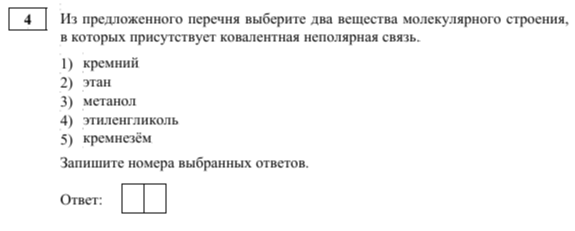 4 Из предложенного перечня выберите два вещества молекулярного строения,
в которых присутствует ковалентная неполярная связь.
1) кремний
2) этан
3) метанол
4) этиленгликоль
5) кремнезём
Запишите номера выбранных ответов.
Ответ: